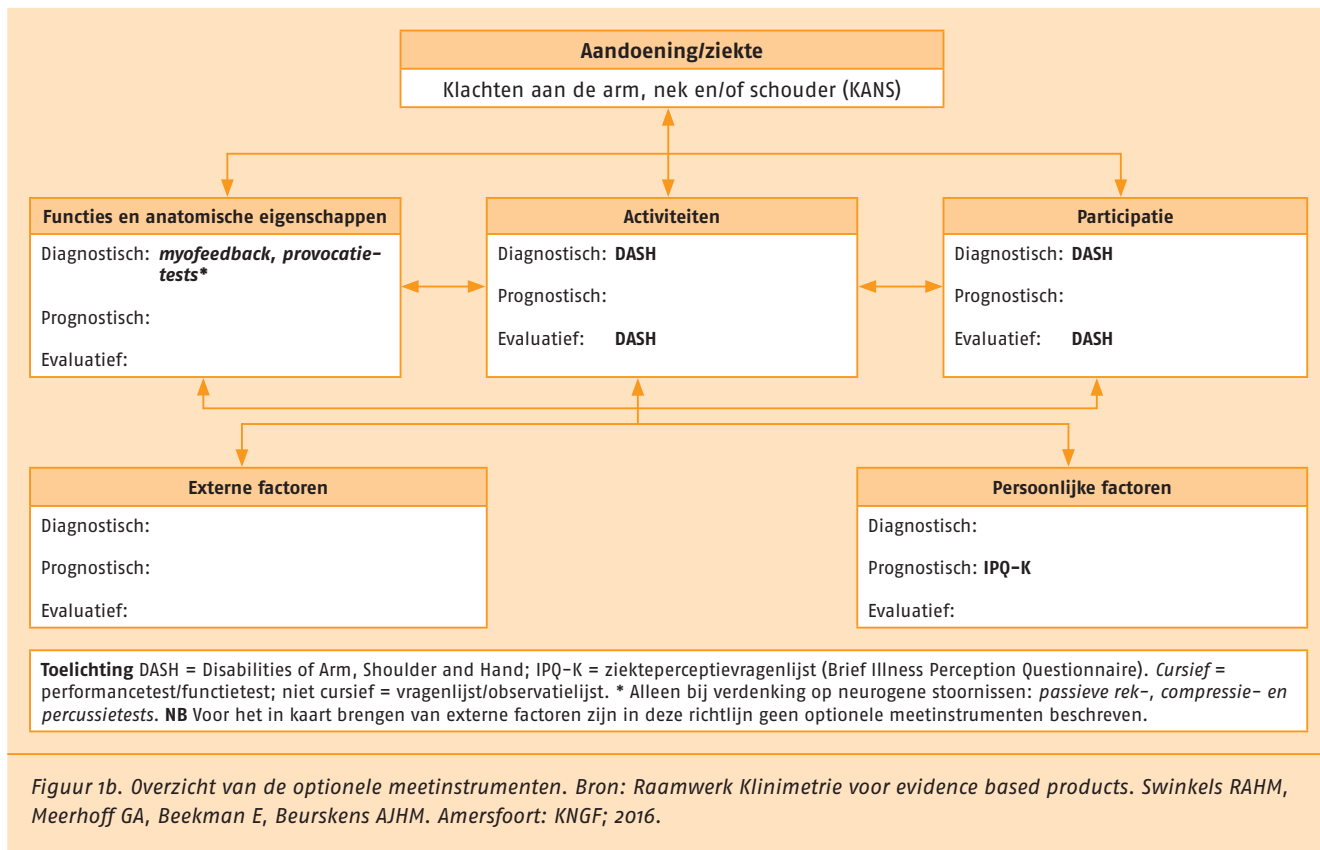 Aandoening/ziekte
Klachten aan de arm, nek en/of schouder (KANS)
Functies en anatomische eigenschappen
Diagnostisch: myofeedback, provocatie-
tests*
Prognostisch:
Evaluatief:
Activiteiten
Diagnostisch: DASH
Prognostisch:
Evaluatief: DASH
Participatie
Diagnostisch: DASH
Prognostisch:
Evaluatief: DASH
Externe factoren
Diagnostisch:
Prognostisch:
Evaluatief:
Persoonlijke factoren
Diagnostisch:
Prognostisch: IPQ-K
Evaluatief:
Toelichting DASH = Disabilities of Arm, Shoulder and Hand; IPQ-K = ziekteperceptievragenlijst (Brief Illness Perception Questionnaire). Cursief =
performancetest/functietest; niet cursief = vragenlijst/observatielijst. * Alleen bij verdenking op neurogene stoornissen: passieve rek-, compressie- en
percussietests. NB Voor het in kaart brengen van externe factoren zijn in deze richtlijn geen optionele meetinstrumenten beschreven.
Figuur 1b. Overzicht van de optionele meetinstrumenten. Bron: Raamwerk Klinimetrie voor evidence based products. Swinkels RAHM,
Meerhoff GA, Beekman E, Beurskens AJHM. Amersfoort: KNGF; 2016.